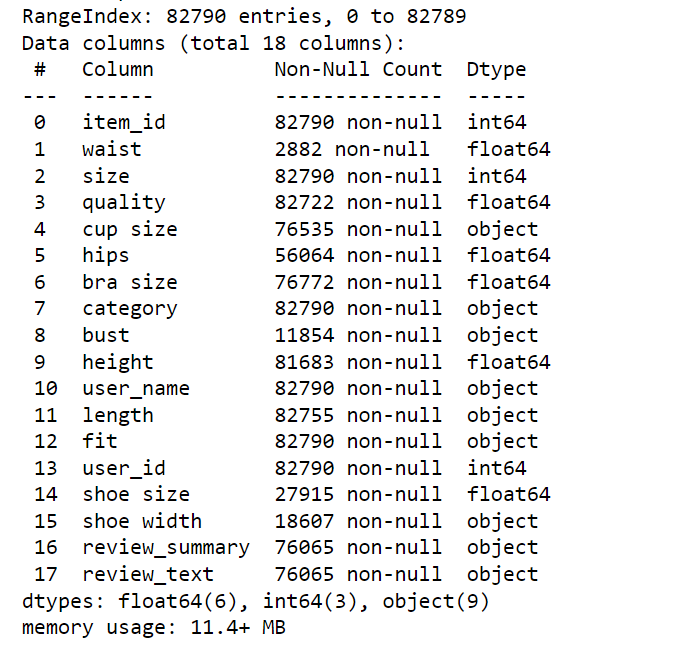 RangeIndex: 82790 entries, 0 to 82789
Data columns (total 18 columns):
 #   Column          Non-Null Count  Dtype
---  ------          --------------  -----
 0   item_id         82790 non-null  int64
 1   waist           2882 non-null   float64
 2   size            82790 non-null  int64
 3   quality         82722 non-null  float64
 4   cup size        76535 non-null  object
 5   hips            56064 non-null  float64
 6   bra size        76772 non-null  float64
 7   category        82790 non-null  object
 8   bust            11854 non-null  object
 9   height          81683 non-null  float64
 10  user_name       82790 non-null  object
 11  length          82755 non-null  object
 12  fit             82790 non-null  object
 13  user_id         82790 non-null  int64
 14  shoe size       27915 non-null  float64
 15  shoe width      18607 non-null  object
 16  review_summary  76065 non-null  object
 17  review_text     76065 non-null  object
dtypes: float64(6), int64(3), object(9)
memory usage: 11.4+ MB